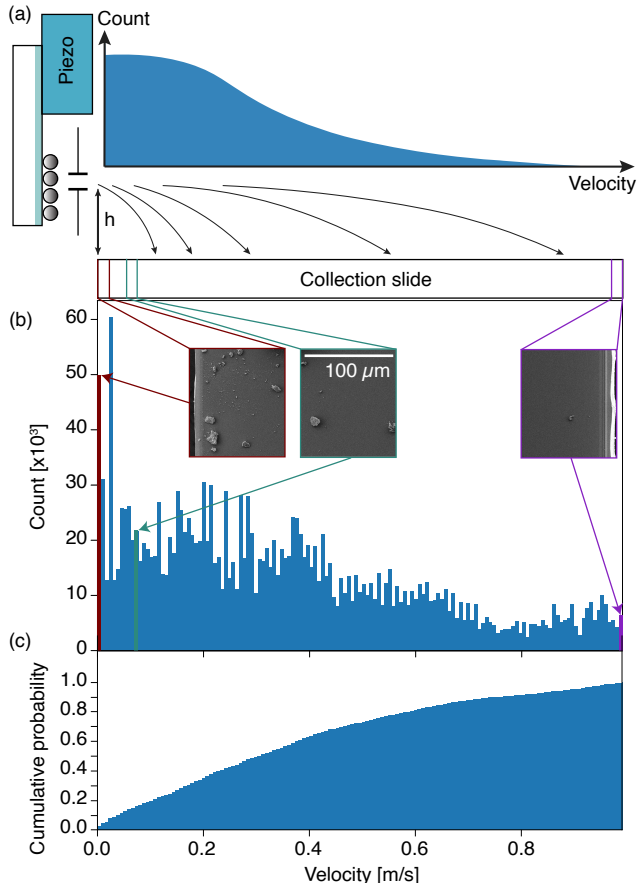 (a)
Count
Piezo
Velocity
h
Collection slide
(b)
60
50
40
30
20
10
0
Count [x10³]
100 µm
(c)
1.0
0.8
0.6
0.4
0.2
0.0
Cumulative probability
0.0 0.2 0.4 0.6 0.8
Velocity [m/s]